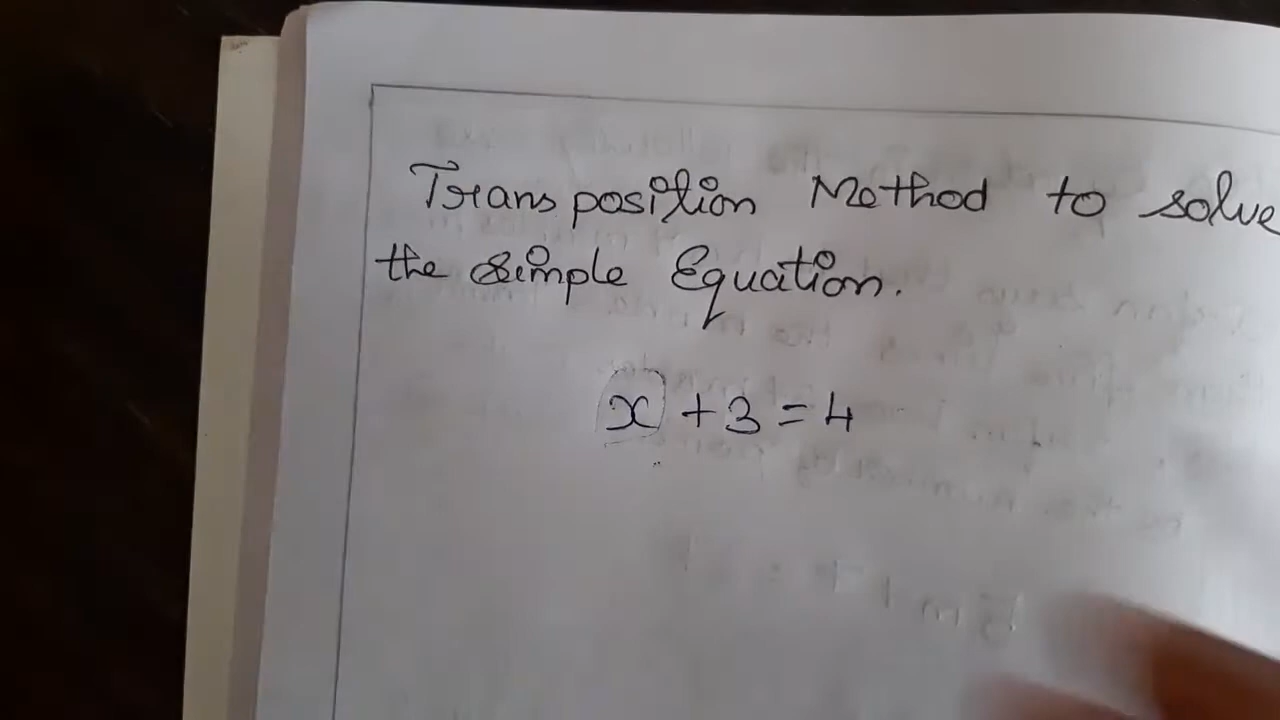 Transposition Method to solve
the simple Equation.
x + 3 = 4